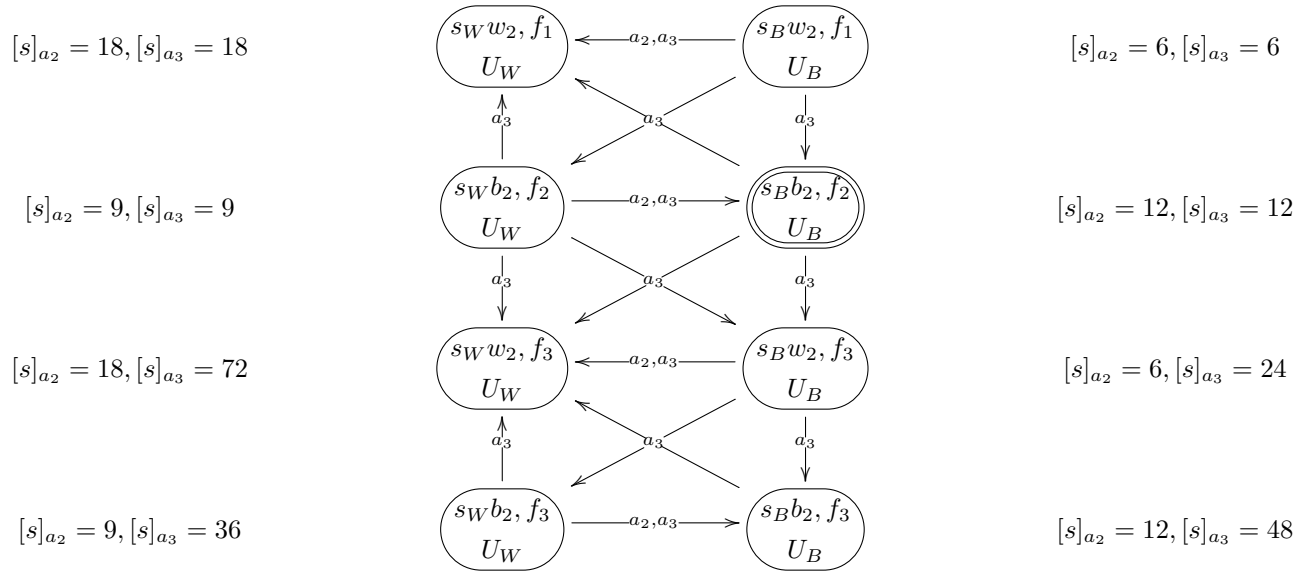 [s]_{a_2} = 18, [s]_{a_3} = 18
s_W w_2, f_1
U_W
a_2,a_3
s_B w_2, f_1
U_B
[s]_{a_2} = 6, [s]_{a_3} = 6
a_3
a_3
a_3
[s]_{a_2} = 9, [s]_{a_3} = 9
s_W b_2, f_2
U_W
a_2,a_3
s_B b_2, f_2
U_B
[s]_{a_2} = 12, [s]_{a_3} = 12
a_3
a_3
a_3
[s]_{a_2} = 18, [s]_{a_3} = 72
s_W w_2, f_3
U_W
a_2,a_3
s_B w_2, f_3
U_B
[s]_{a_2} = 6, [s]_{a_3} = 24
a_3
a_3
a_3
[s]_{a_2} = 9, [s]_{a_3} = 36
s_W b_2, f_3
U_W
a_2,a_3
s_B b_2, f_3
U_B
[s]_{a_2} = 12, [s]_{a_3} = 48